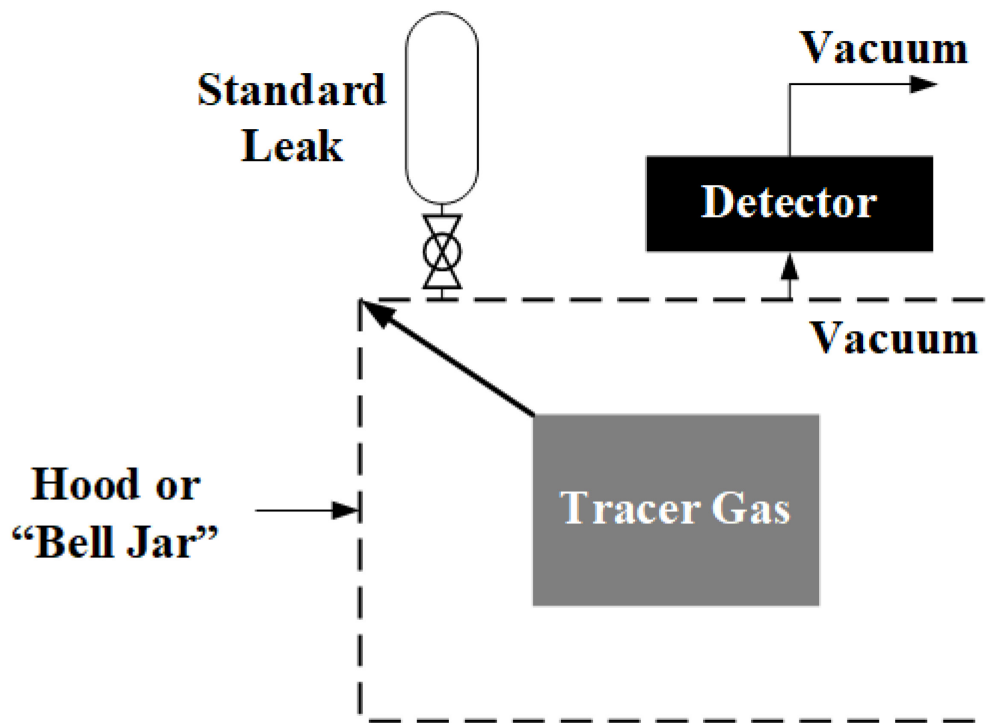 Standard
Leak
Vacuum
Detector
Vacuum
Tracer Gas
Hood or
“Bell Jar”